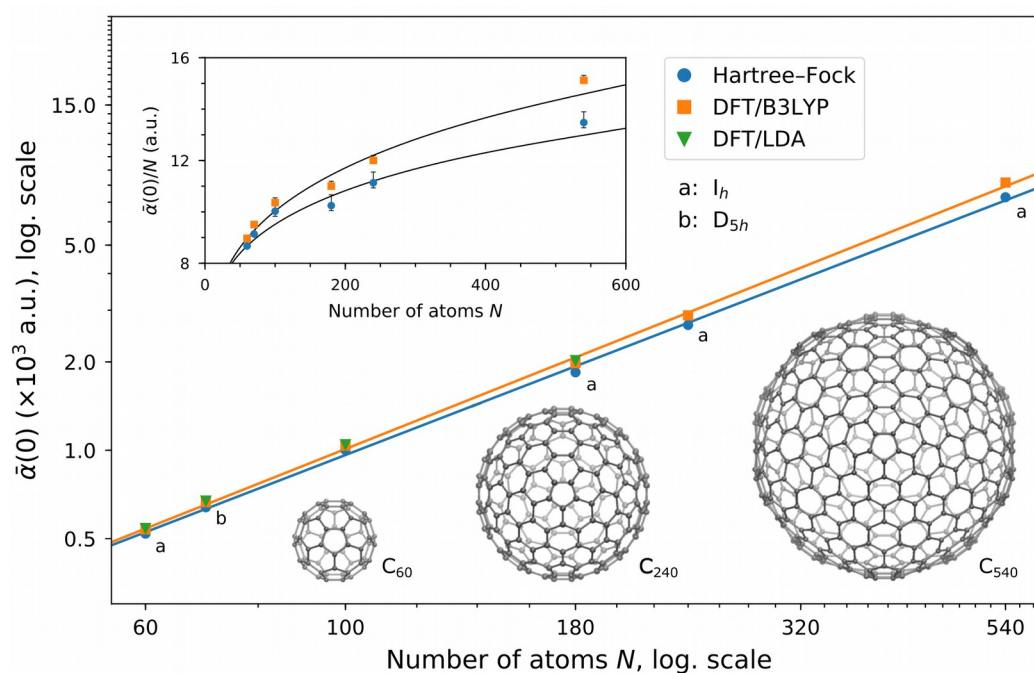 15.0
5.0
2.0
1.0
0.5
ᾱ(0) (×10³ a.u.), log. scale
16
12
8
ᾱ(0)/N (a.u.)
0 200 400 600
Number of atoms N
Hartree–Fock
DFT/B3LYP
DFT/LDA
a: Iₕ
b: D₅ₕ
a
a
a
b
a
C₆₀
C₂₄₀
C₅₄₀
60 100 180 320 540
Number of atoms N, log. scale